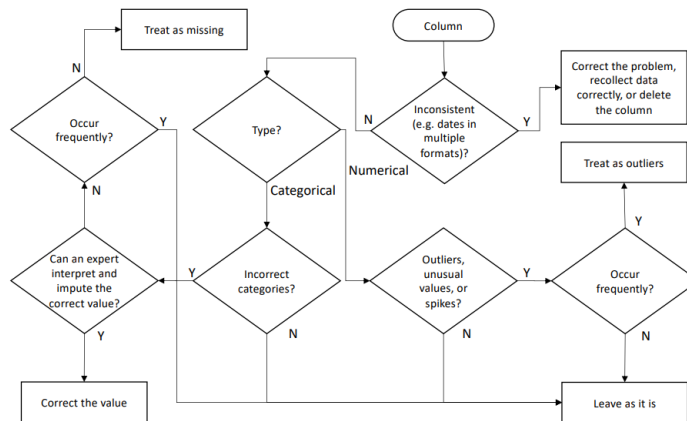 Treat as missing
Column
N
Occur
frequently?
Y
Type?
N
Inconsistent
(e.g. dates in
multiple
formats)?
Y
Correct the problem,
recollect data
correctly, or delete
the column
Numerical
Categorical
Treat as outliers
N
Y
Can an expert
interpret and
impute the
correct value?
Y
Incorrect
categories?
Outliers,
unusual
values, or
spikes?
Y
Occur
frequently?
Y
N
N
N
Correct the value
Leave as it is